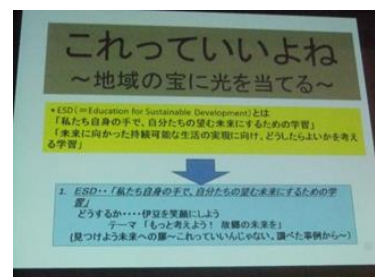 これっていいよね
～地域の宝に光を当てる～
*ESD(=Education for Sustainable Development)とは
「私たち自身の手で、自分たちの望む未来にするための学習」
「未来に向かった持続可能な生活の実現に向け、どうしたらよいかを考え
る学習」
1. ESD・・「私たち自身の手で、自分たちの望む未来にするための学
習」
どうするか・・・・伊豆を笑顔にしよう
テーマ 「もっと考えよう! 故郷の未来を」
(見つけよう未来への扉～これっていいんじゃない。調べた事例から～)